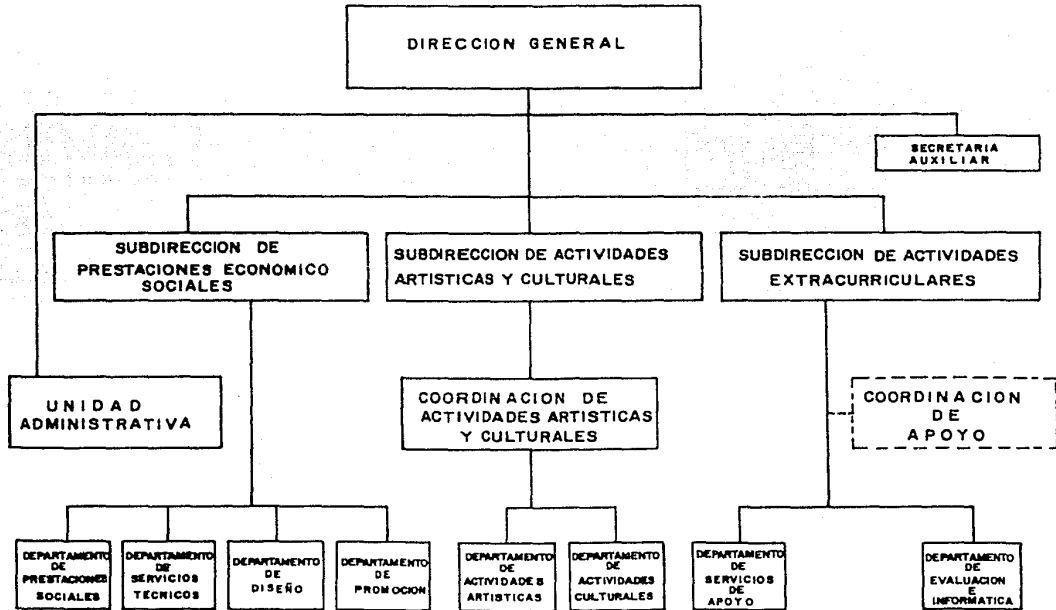 DIRECCION GENERAL
SECRETARIA
AUXILIAR
SUBDIRECCION DE
PRESTACIONES ECONOMICO
SOCIALES
SUBDIRECCION DE ACTIVIDADES
ARTISTICAS Y CULTURALES
SUBDIRECCION DE ACTIVIDADES
EXTRACURRICULARES
UNIDAD
ADMINISTRATIVA
COORDINACION DE
ACTIVIDADES ARTISTICAS
Y CULTURALES
COORDINACION
DE
APOYO
DEPARTAMENTO
DE
PRESTACIONES
SOCIALES
DEPARTAMENTO
DE
SERVICIOS
TECNICOS
DEPARTAMENTO
DE
DISEÑO
DEPARTAMENTO
DE
PROMOCION
DEPARTAMENTO
DE
ACTIVIDADES
ARTISTICAS
DEPARTAMENTO
DE
ACTIVIDADES
CULTURALES
DEPARTAMENTO
DE
SERVICIOS
DE
APOYO
DEPARTAMENTO
DE
EVALUACION
E
INFORMATICA